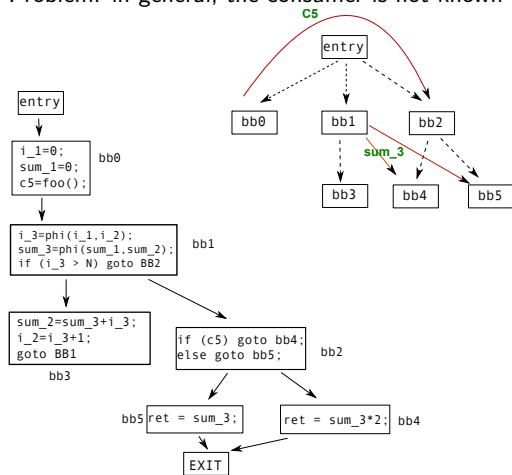 Problem: in general, the consumer is not known
C5
entry
bb0
bb1
bb2
sum_3
bb3
bb4
bb5
entry
i_1=0;
sum_1=0;
c5=foo();
bb0
i_3=phi(i_1,i_2);
sum_3=phi(sum_1,sum_2);
if (i_3 > N) goto BB2
bb1
sum_2=sum_3+i_3;
i_2=i_3+1;
goto BB1
bb3
if (c5) goto bb4;
else goto bb5;
bb2
bb5
ret = sum_3;
ret = sum_3*2;
bb4
EXIT